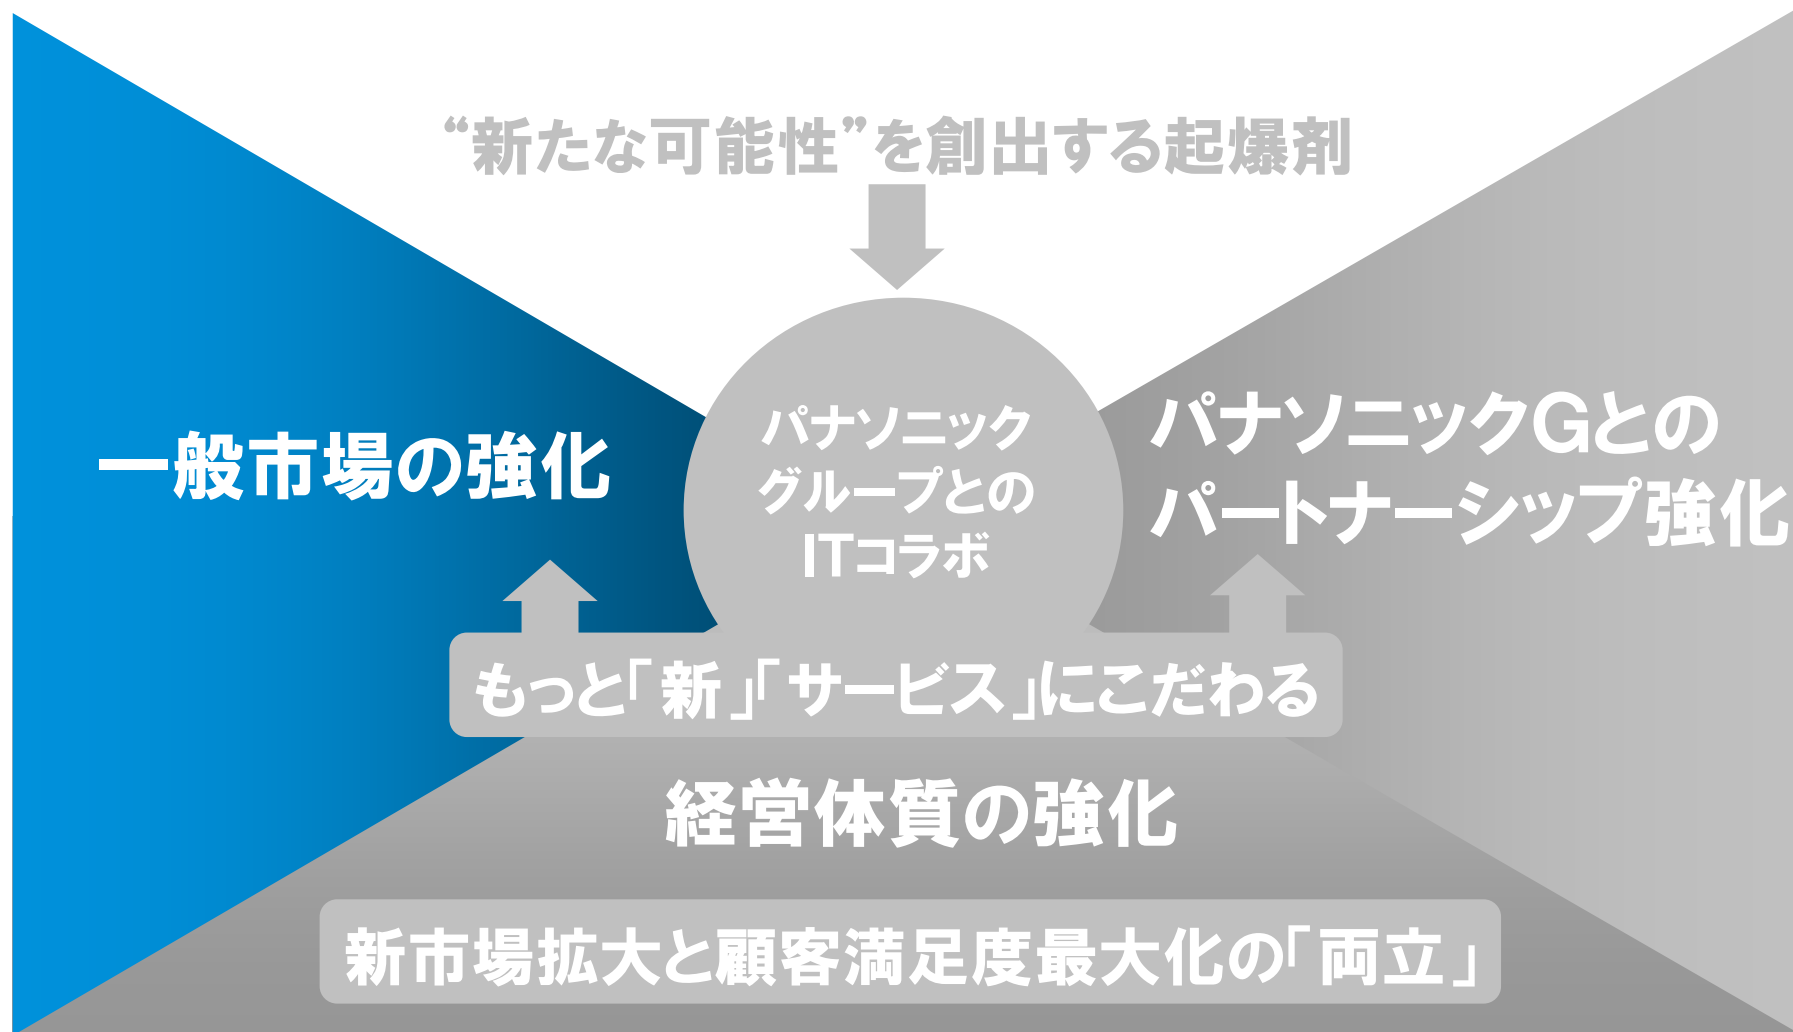 “新たな可能性”を創出する起爆剤
一般市場の強化
パナソニック
グループとの
ITコラボ
パナソニックGとの
パートナーシップ強化
もっと「新」「サービス」にこだわる
経営体質の強化
新市場拡大と顧客満足度最大化の「両立」